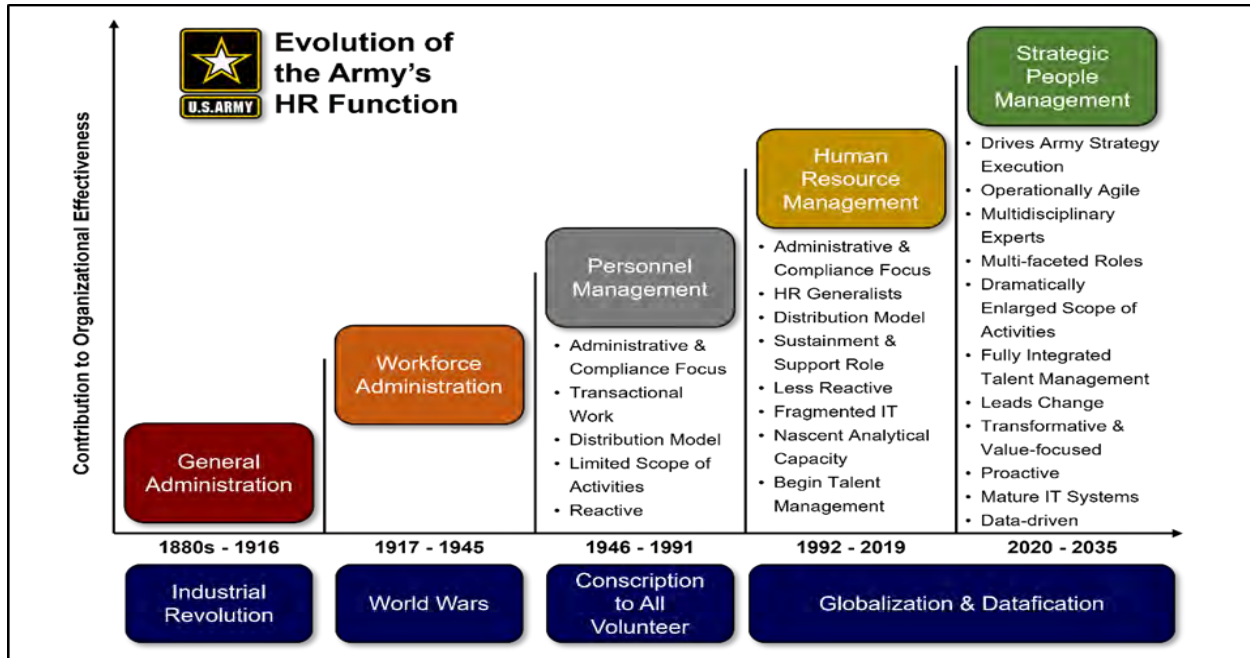 Evolution of
the Army's
HR Function
U.S.ARMY
Contribution to Organizational Effectiveness
General
Administration
Workforce
Administration
Personnel
Management
• Administrative &
Compliance Focus
• Transactional
Work
• Distribution Model
• Limited Scope of
Activities
• Reactive
Human
Resource
Management
• Administrative &
Compliance Focus
• HR Generalists
• Distribution Model
• Sustainment &
Support Role
• Less Reactive
• Fragmented IT
• Nascent Analytical
Capacity
• Begin Talent
Management
Strategic
People
Management
• Drives Army Strategy
Execution
• Operationally Agile
• Multidisciplinary
Experts
• Multi-faceted Roles
• Dramatically
Enlarged Scope of
Activities
• Fully Integrated
Talent Management
• Leads Change
• Transformative &
Value-focused
• Proactive
• Mature IT Systems
• Data-driven
1880s - 1916
1917 - 1945
1946 - 1991
1992 - 2019
2020 - 2035
Industrial
Revolution
World Wars
Conscription
to All
Volunteer
Globalization & Datafication